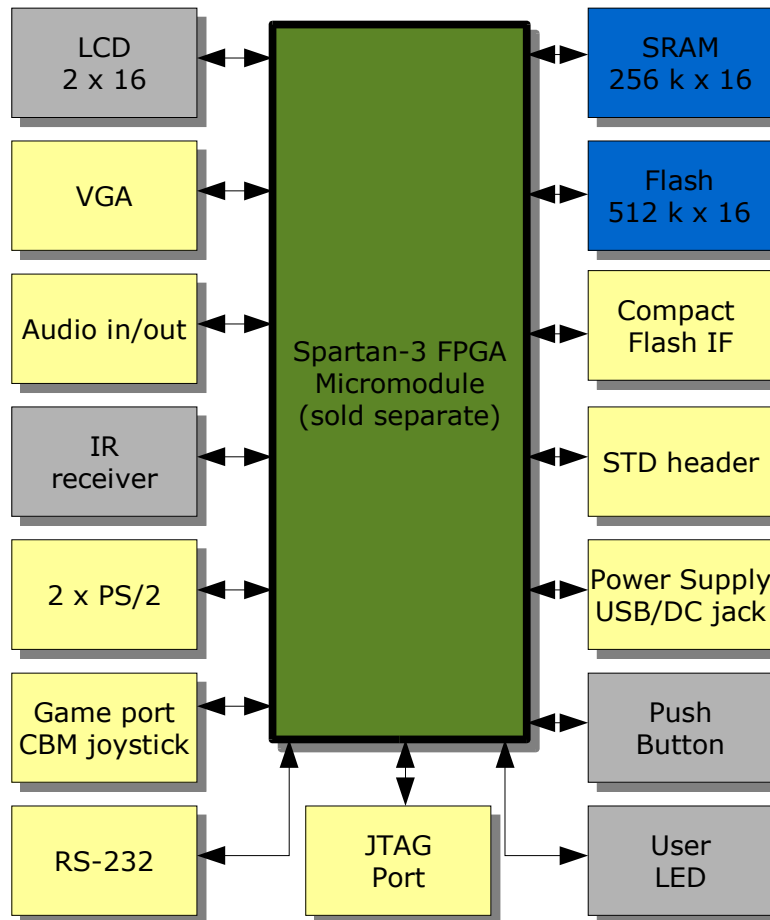 LCD
2 x 16
VGA
Audio in/out
IR
receiver
2 x PS/2
Game port
CBM joystick
RS-232
Spartan-3 FPGA
Micromodule
(sold separate)
JTAG
Port
SRAM
256 k x 16
Flash
512 k x 16
Compact
Flash IF
STD header
Power Supply
USB/DC jack
Push
Button
User
LED